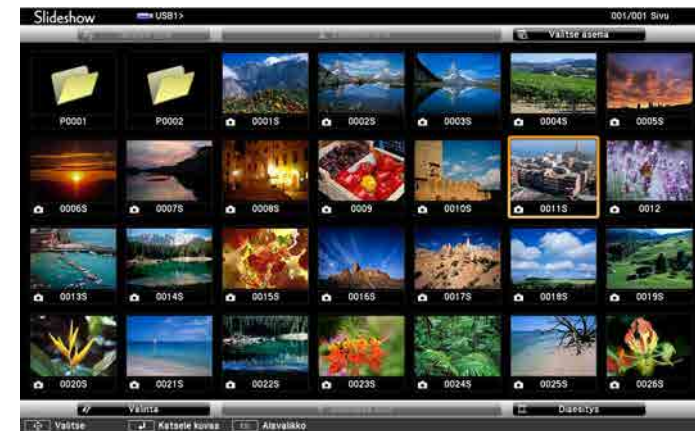 Slideshow USB1> 001/001 Sivu
Valitse asema
P0001 P0002 0001S 0002S 0003S 0004S 0005S
0006S 0007S 0008S 0009 0010S 0011S 0012
0013S 0014S 0015S 0016S 0017S 0018S 0019S
0020S 0021S 0022S 0023S 0024S 0025S 0026S
Valinta Diaesitys
Valitse Katsele kuvaa Esc Alavalikko